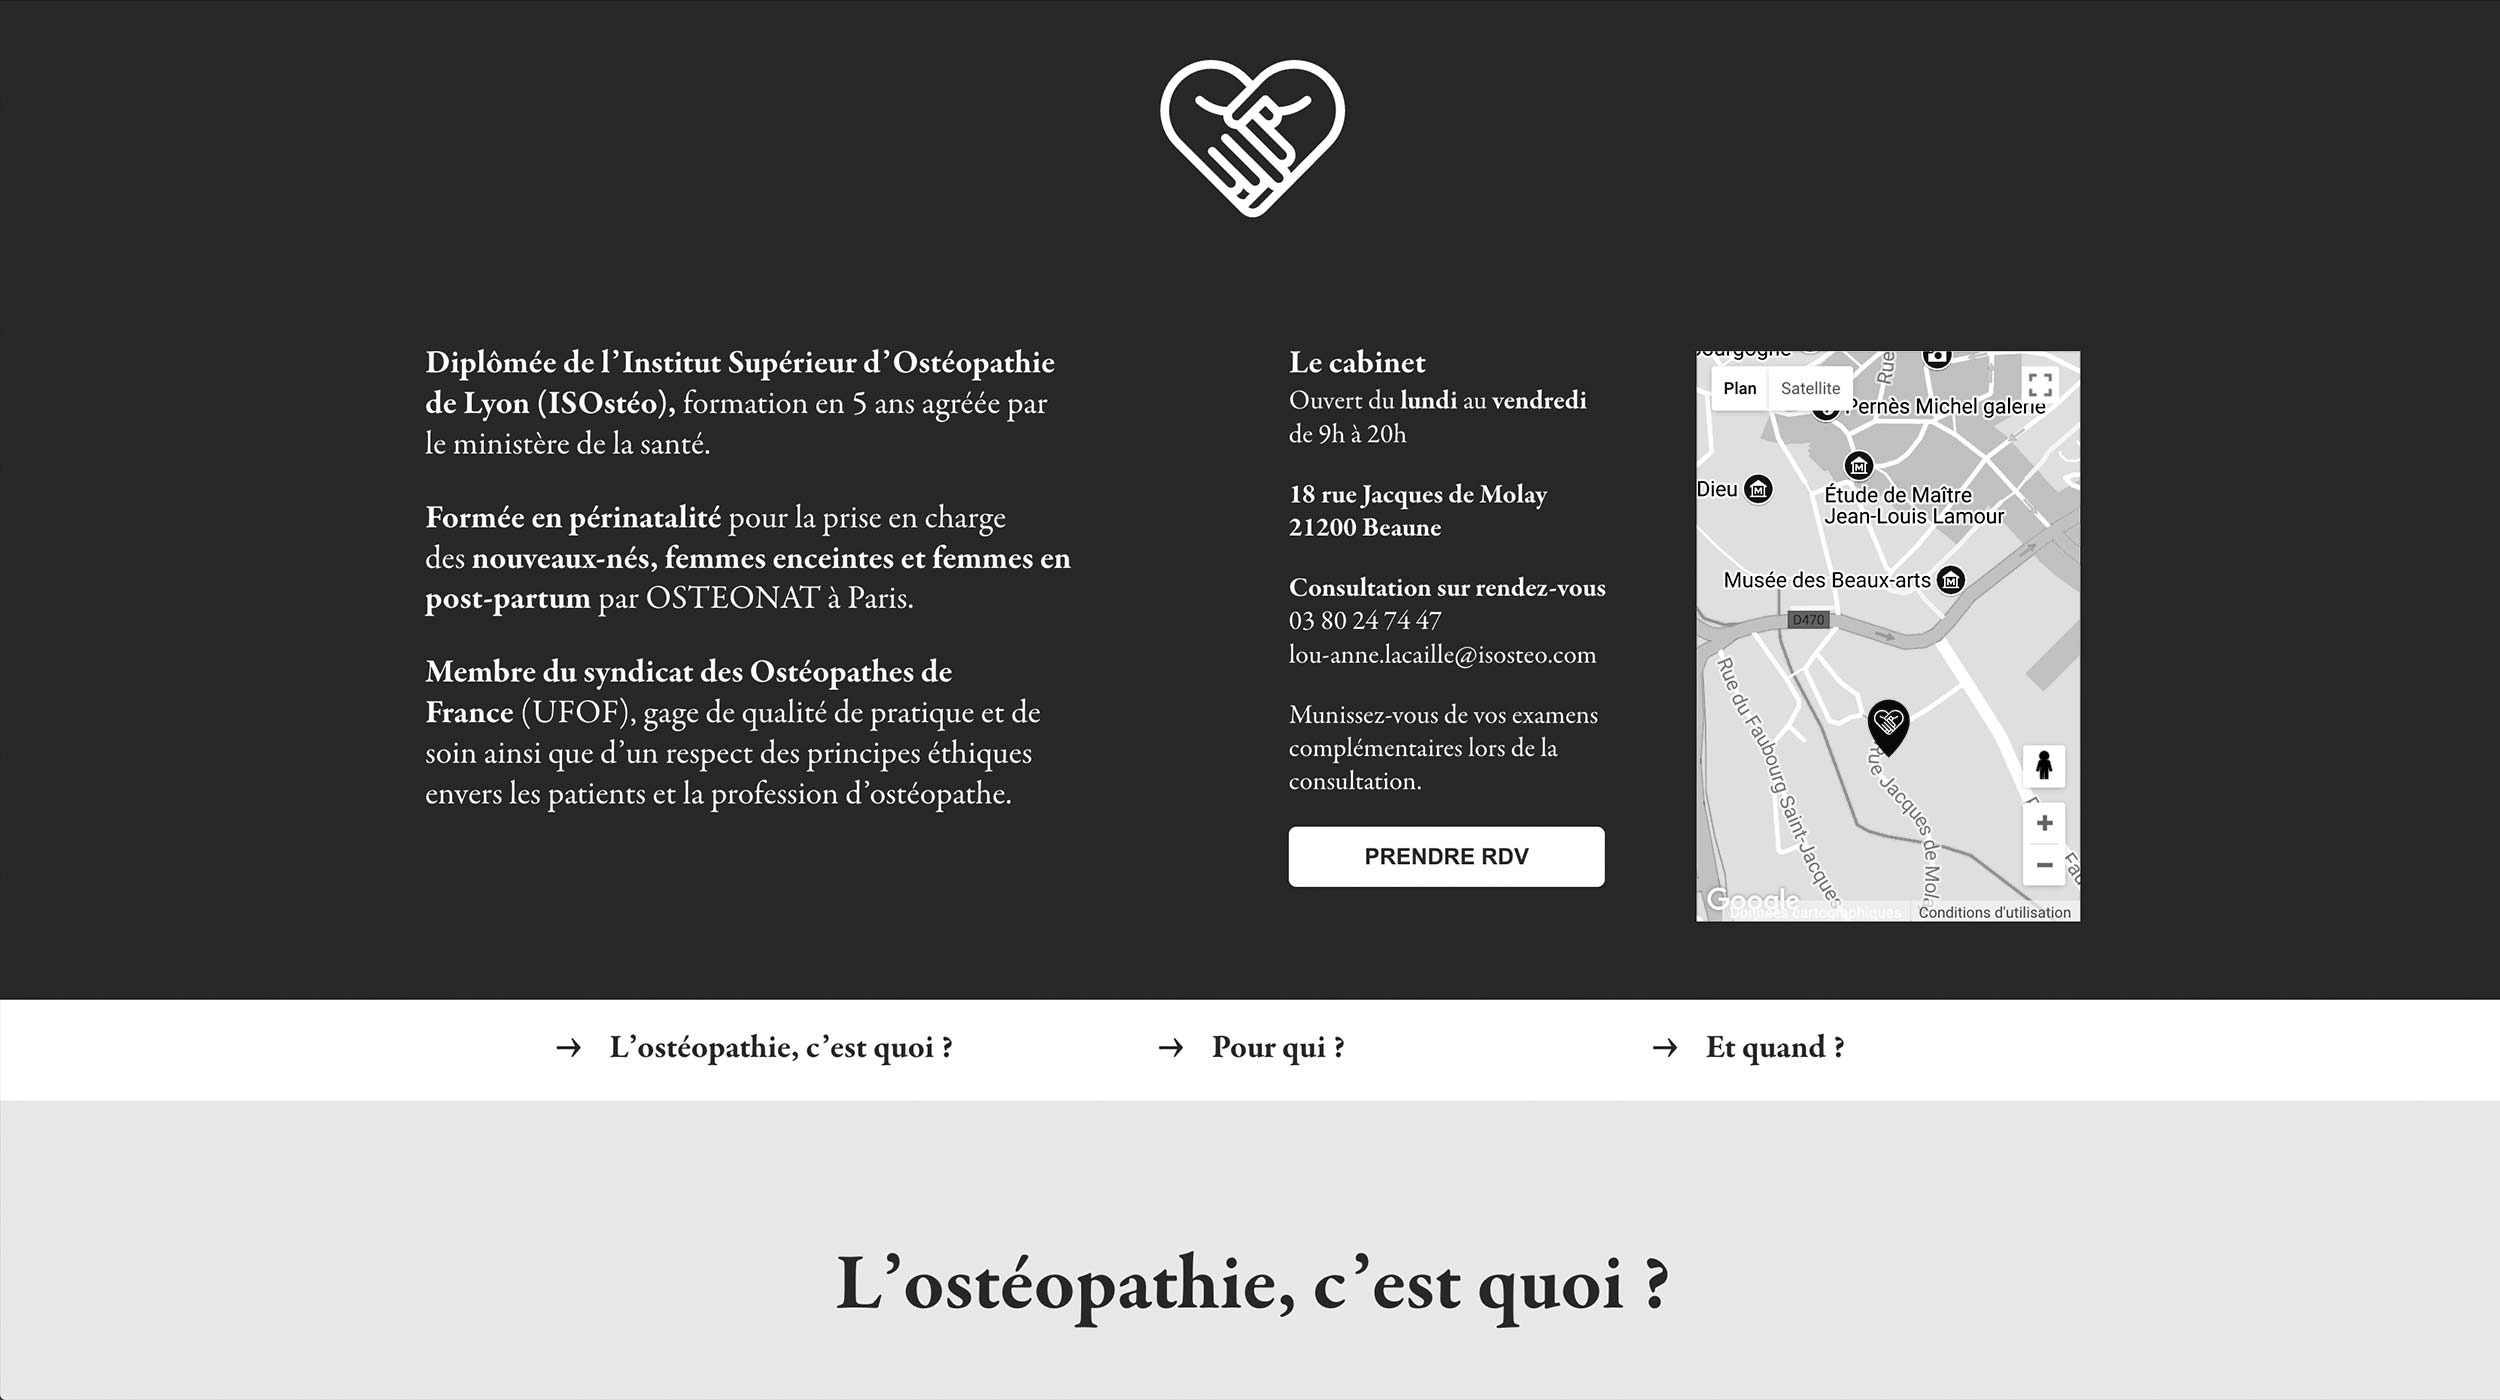 Diplômée de l’Institut Supérieur d’Ostéopathie
de Lyon (ISOstéo), formation en 5 ans agréée par
le ministère de la santé.
Formée en périnatalité pour la prise en charge
des nouveaux-nés, femmes enceintes et femmes en
post-partum par OSTEONAT à Paris.
Membre du syndicat des Ostéopathes de
France (UFOF), gage de qualité de pratique et de
soin ainsi que d’un respect des principes éthiques
envers les patients et la profession d’ostéopathe.
Le cabinet
Ouvert du lundi au vendredi
de 9h à 20h
18 rue Jacques de Molay
21200 Beaune
Consultation sur rendez-vous
03 80 24 74 47
lou-anne.lacaille@isosteo.com
Munissez-vous de vos examens
complémentaires lors de la
consultation.
PRENDRE RDV
Plan
Satellite
Rue
Pernès Michel galerie
Dieu
Étude de Maître
Jean-Louis Lamour
Musée des Beaux-arts
D470
Rue du Faubourg Saint-Jacques
Rue Jacques de Mola
Google
Données cartographiques
Conditions d'utilisation
→ L’ostéopathie, c’est quoi ?
→ Pour qui ?
→ Et quand ?
L’ostéopathie, c’est quoi ?